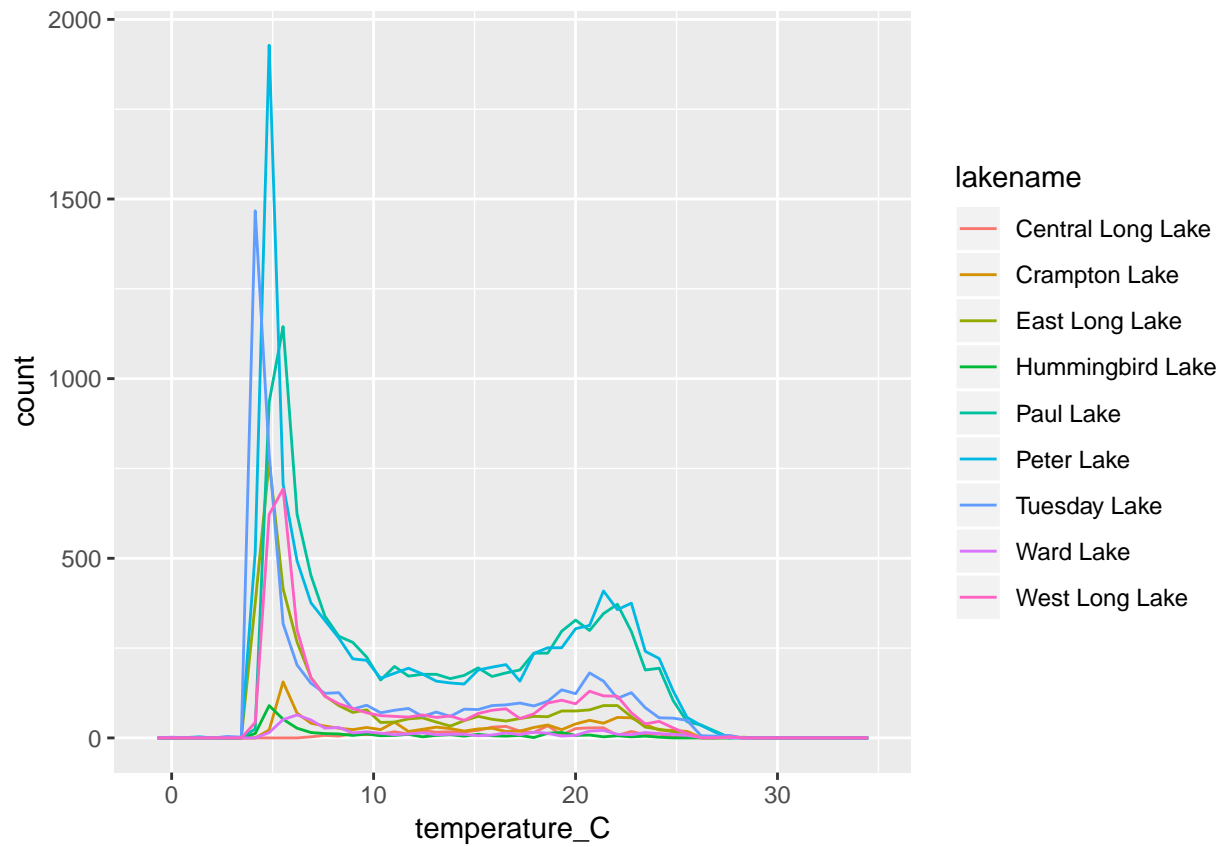 2000
1500
1000
500
0
count
0 10 20 30
temperature_C
lakename
Central Long Lake
Crampton Lake
East Long Lake
Hummingbird Lake
Paul Lake
Peter Lake
Tuesday Lake
Ward Lake
West Long Lake